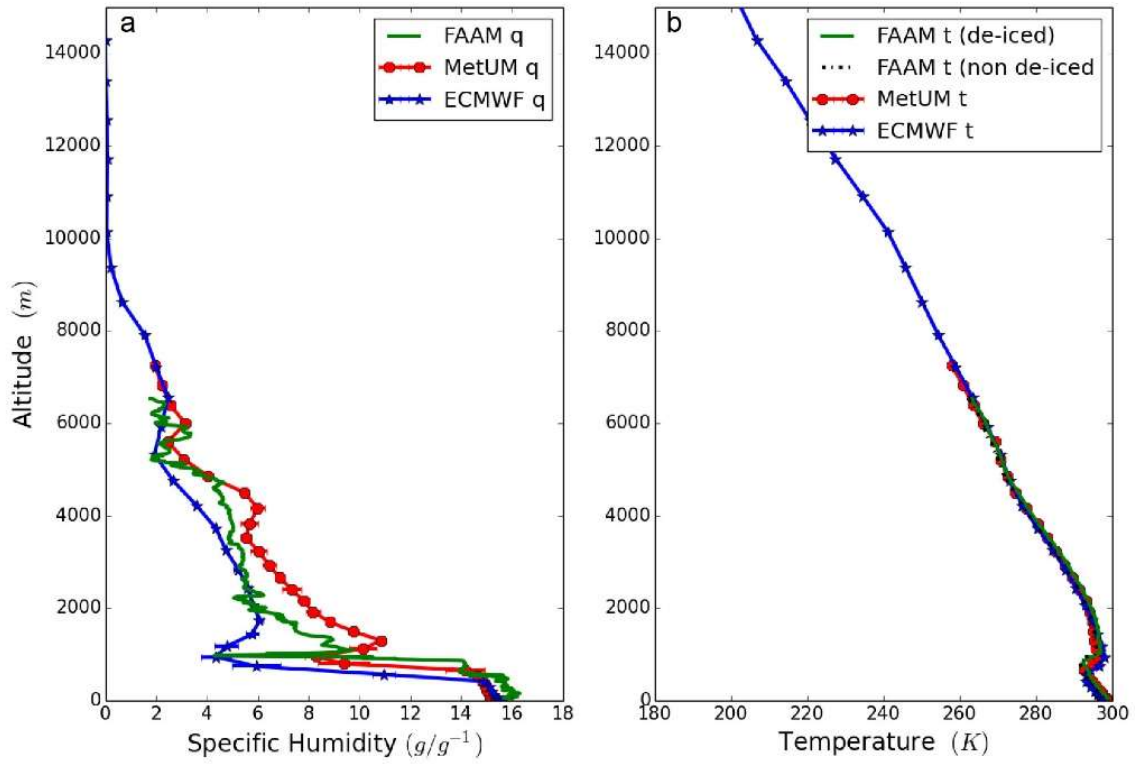 a
FAAM q
MetUM q
ECMWF q
14000
12000
10000
8000
6000
4000
2000
0
Altitude (m)
0 2 4 6 8 10 12 14 16 18
Specific Humidity (g/g⁻¹)
b
FAAM t (de-iced)
FAAM t (non de-iced
MetUM t
ECMWF t
14000
12000
10000
8000
6000
4000
2000
0
180 200 220 240 260 280 300
Temperature (K)